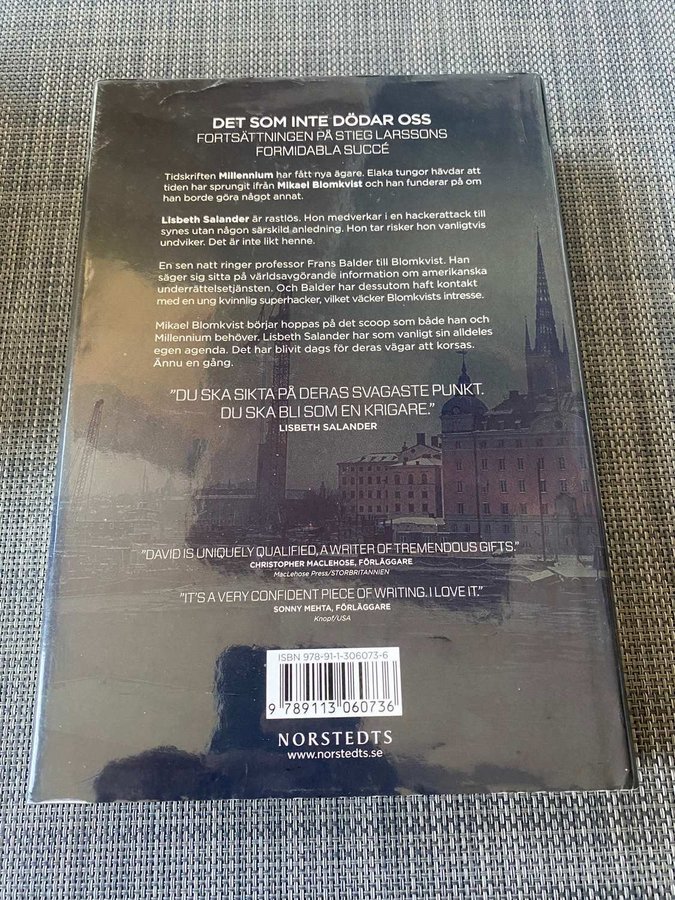 DET SOM INTE DÖDAR OSS
FORTSÄTTNINGEN PÅ STIEG LARSSONS
FORMIDABLA SUCCÉ
Tidskriften Millennium har fått nya ägare. Elaka tungor hävdar att
tiden har sprungit ifrån Mikael Blomkvist och han funderar på om
han borde göra något annat.
Lisbeth Salander är rastlös. Hon medverkar i en hackerattack till
synes utan någon särskild anledning. Hon tar risker hon vanligtvis
undviker. Det är inte likt henne.
En sen natt ringer professor Frans Balder till Blomkvist. Han
säger sig sitta på världsavgörande information om amerikanska
underrättelsetjänsten. Och Balder har dessutom haft kontakt
med en ung kvinnlig superhacker, vilket väcker Blomkvists intresse.
Mikael Blomkvist börjar hoppas på det scoop som både han och
Millennium behöver. Lisbeth Salander har som vanligt sin alldeles
egen agenda. Det har blivit dags för deras vägar att korsas.
Ännu en gång.
"DU SKA SIKTA PÅ DERAS SVAGASTE PUNKT.
DU SKA BLI SOM EN KRIGARE."
LISBETH SALANDER
"DAVID IS UNIQUELY QUALIFIED, A WRITER OF TREMENDOUS GIFTS."
CHRISTOPHER MACLEHOSE, FÖRLÄGGARE
MacLehose Press/STORBRITANNIEN
"IT'S A VERY CONFIDENT PIECE OF WRITING. I LOVE IT."
SONNY MEHTA, FÖRLÄGGARE
Knopf/USA
ISBN 978-91-1-306073-6
9 789113 060736
NORSTEDTS
www.norstedts.se